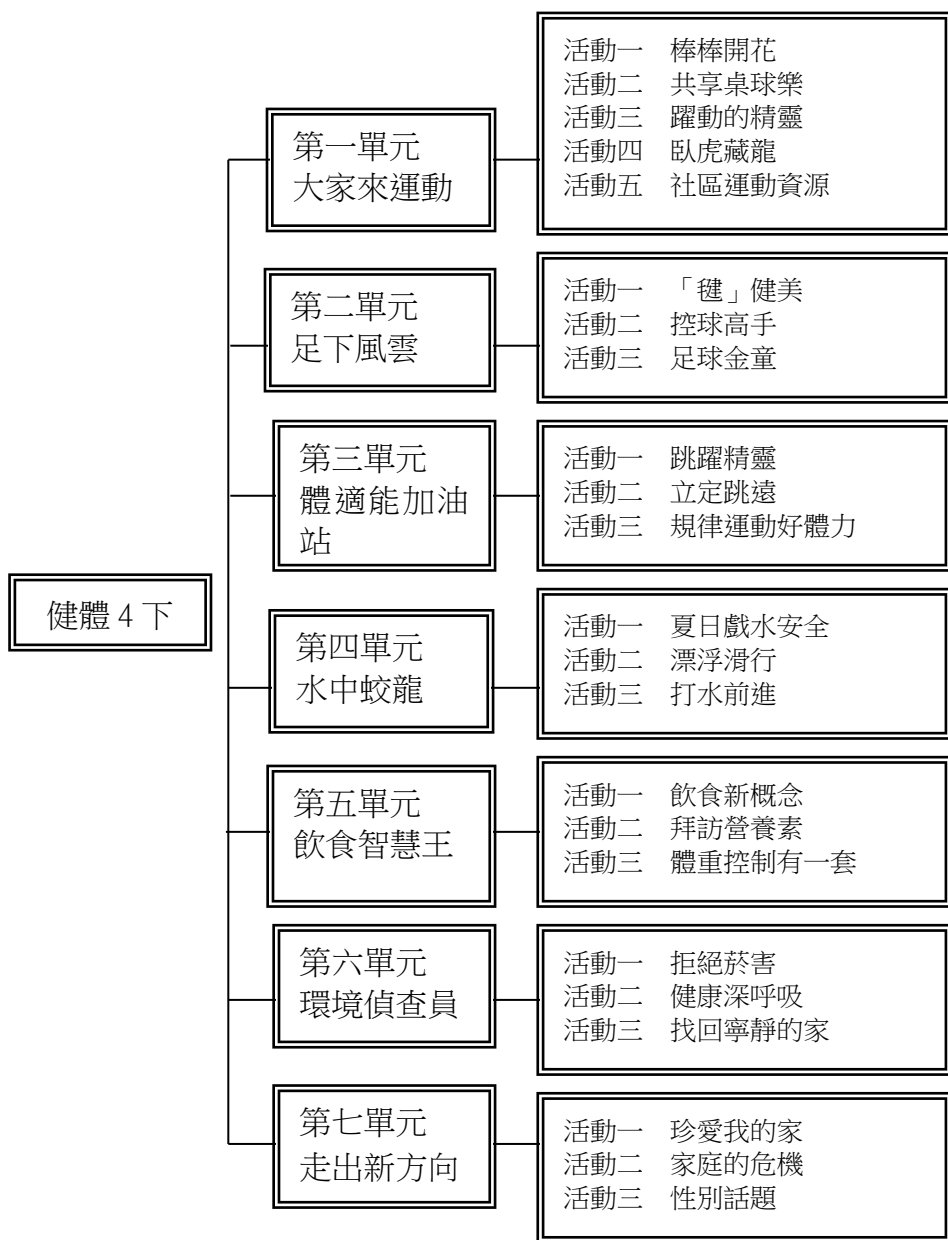 健體 4 下
第一單元
大家來運動
活動一　棒棒開花
活動二　共享桌球樂
活動三　躍動的精靈
活動四　臥虎藏龍
活動五　社區運動資源
第二單元
足下風雲
活動一　「毽」健美
活動二　控球高手
活動三　足球金童
第三單元
體適能加油
站
活動一　跳躍精靈
活動二　立定跳遠
活動三　規律運動好體力
第四單元
水中蛟龍
活動一　夏日戲水安全
活動二　漂浮滑行
活動三　打水前進
第五單元
飲食智慧王
活動一　飲食新概念
活動二　拜訪營養素
活動三　體重控制有一套
第六單元
環境偵查員
活動一　拒絕菸害
活動二　健康深呼吸
活動三　找回寧靜的家
第七單元
走出新方向
活動一　珍愛我的家
活動二　家庭的危機
活動三　性別話題